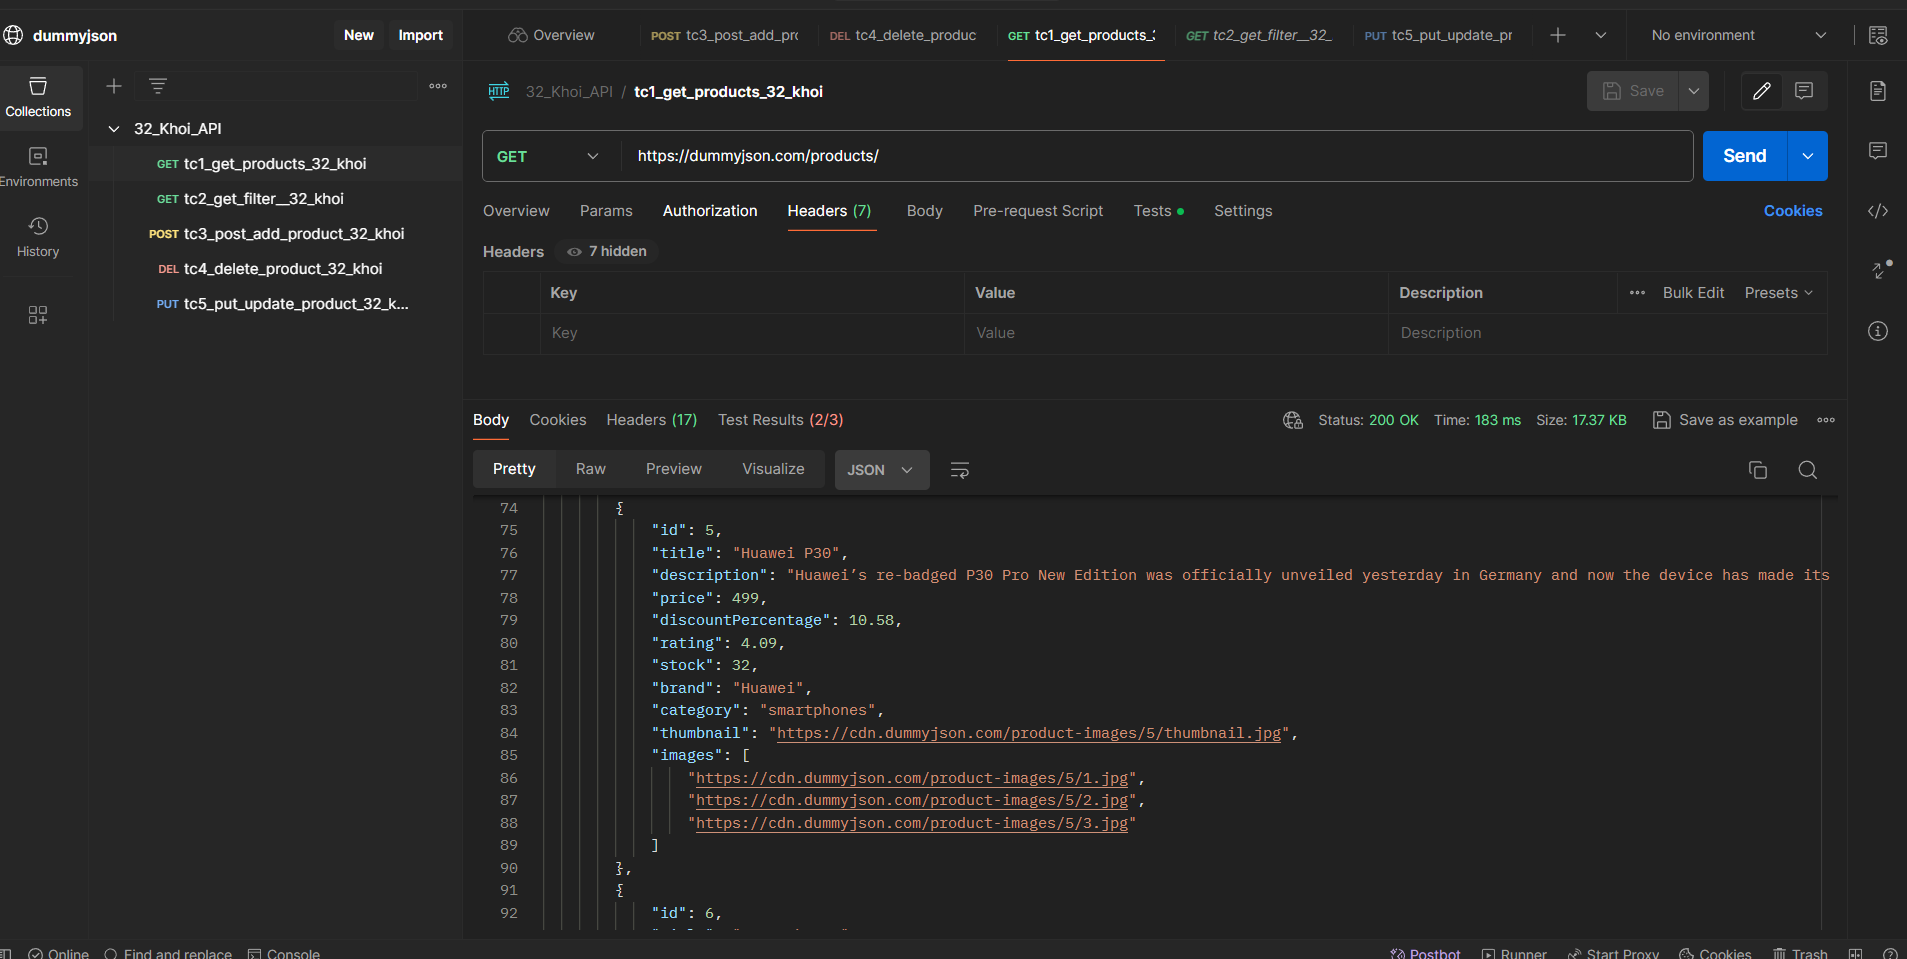 dummyjson
New
Import
Overview
POST tc3_post_add_pro
DEL tc4_delete_produc
GET tc1_get_products_3
GET tc2_get_filter__32_
PUT tc5_put_update_pr
No environment
Collections
Environments
History
32_Khoi_API
GET tc1_get_products_32_khoi
GET tc2_get_filter__32_khoi
POST tc3_post_add_product_32_khoi
DEL tc4_delete_product_32_khoi
PUT tc5_put_update_product_32_k...
HTTP 32_Khoi_API / tc1_get_products_32_khoi
Save
GET https://dummyjson.com/products/
Send
Overview Params Authorization Headers (7) Body Pre-request Script Tests Settings Cookies
Headers 7 hidden
Key Value Description Bulk Edit Presets
Key Value Description
Body Cookies Headers (17) Test Results (2/3) Status: 200 OK Time: 183 ms Size: 17.37 KB Save as example
Pretty Raw Preview Visualize JSON
74 {
75 "id": 5,
76 "title": "Huawei P30",
77 "description": "Huawei’s re-badged P30 Pro New Edition was officially unveiled yesterday in Germany and now the device has made its
78 "price": 499,
79 "discountPercentage": 10.58,
80 "rating": 4.09,
81 "stock": 32,
82 "brand": "Huawei",
83 "category": "smartphones",
84 "thumbnail": "https://cdn.dummyjson.com/product-images/5/thumbnail.jpg",
85 "images": [
86 "https://cdn.dummyjson.com/product-images/5/1.jpg",
87 "https://cdn.dummyjson.com/product-images/5/2.jpg",
88 "https://cdn.dummyjson.com/product-images/5/3.jpg"
89 ]
90 },
91 {
92 "id": 6,
Online Find and replace Console Postbot Runner Start Proxy Cookies Trash